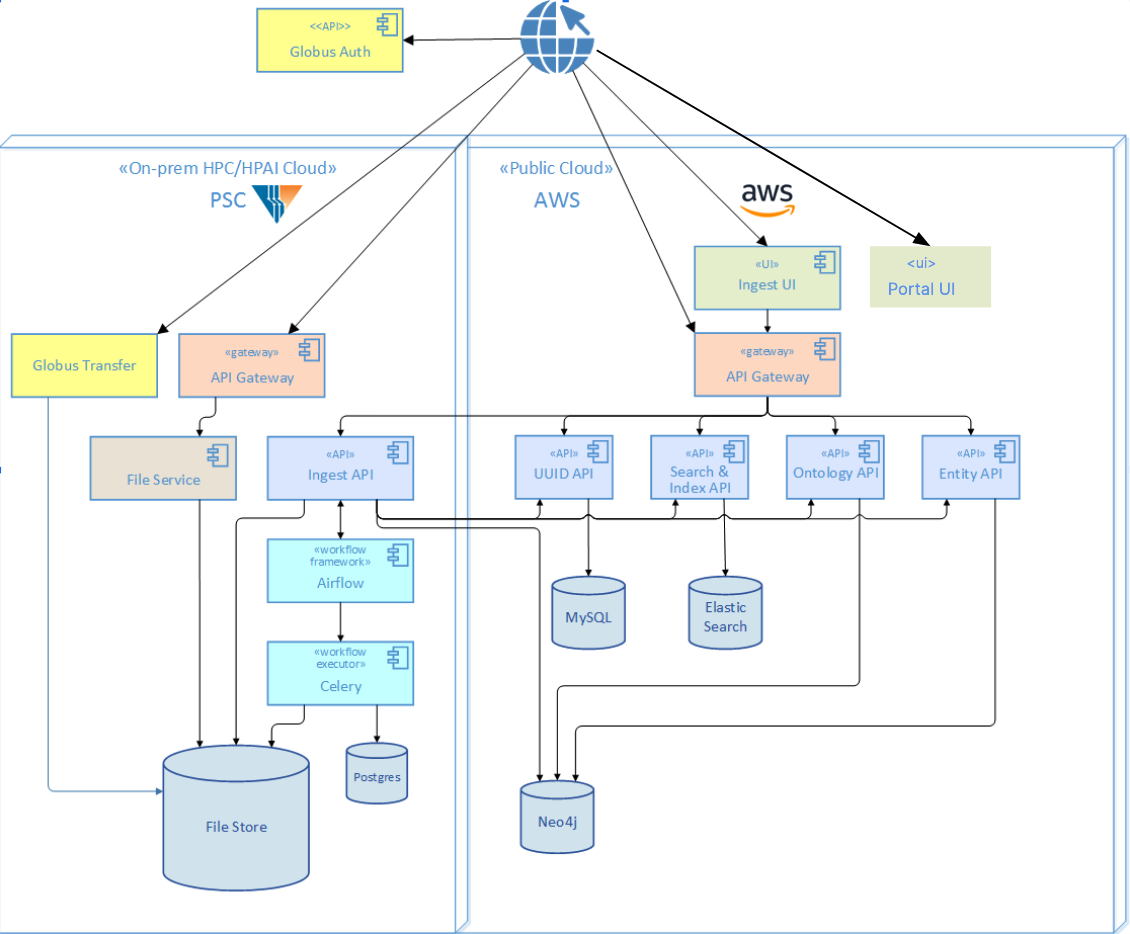 <<API>>
Globus Auth
«On-prem HPC/HPAI Cloud»
PSC
«Public Cloud»
AWS
aws
«UI»
Ingest UI
<ui>
Portal UI
Globus Transfer
«gateway»
API Gateway
«gateway»
API Gateway
File Service
«API»
Ingest API
«API»
UUID API
«API»
Search &
Index API
«API»
Ontology API
«API»
Entity API
«workflow
framework»
Airflow
MySQL
Elastic
Search
«workflow
executor»
Celery
Postgres
File Store
Neo4j